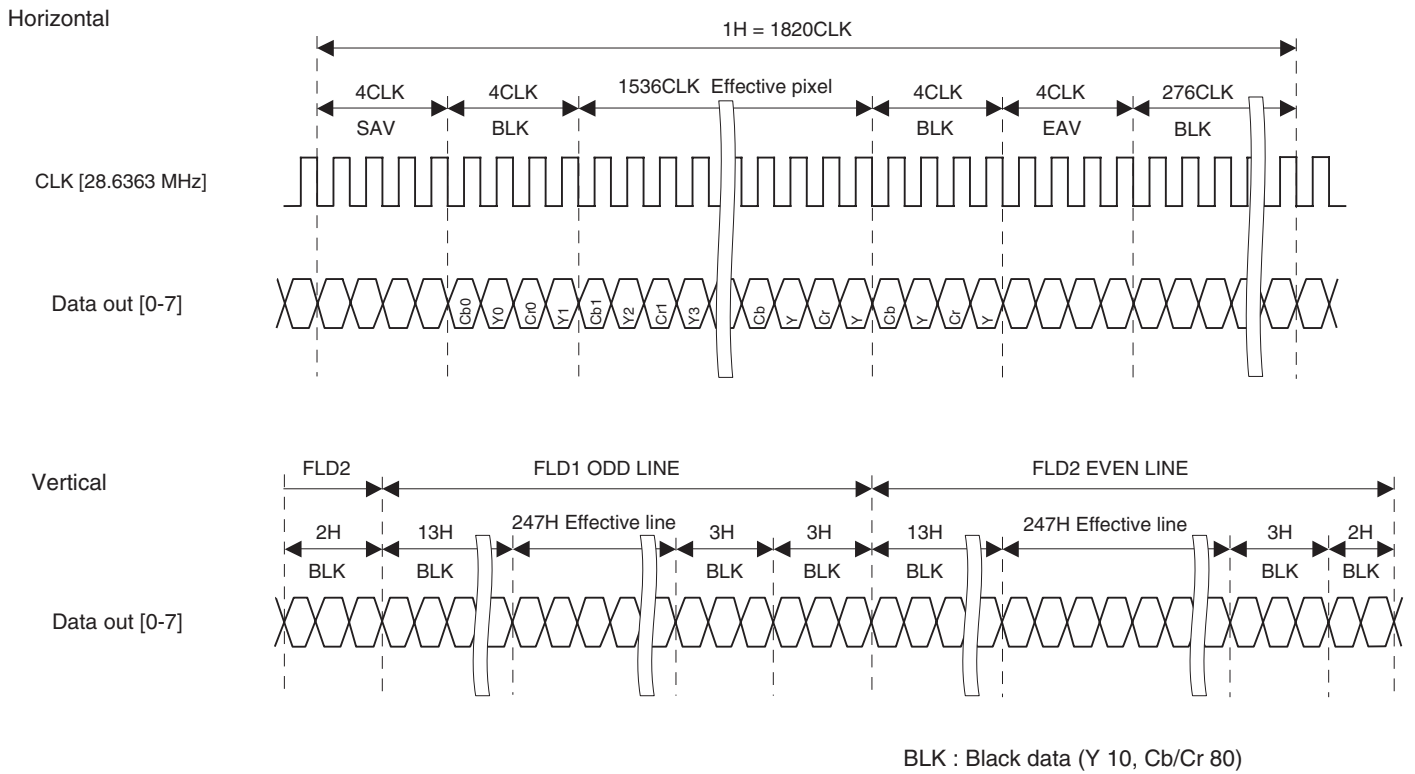 Horizontal
1H = 1820CLK
4CLK 4CLK 1536CLK Effective pixel 4CLK 4CLK 276CLK
SAV BLK BLK EAV BLK
CLK [28.6363 MHz]
Data out [0-7]
Cb0 Y0 Cr0 Y1 Cb1 Y2 Cr1 Y3 Cb Y Cr Y Cb Y Cr Y
Vertical
FLD2 FLD1 ODD LINE FLD2 EVEN LINE
2H 13H 247H Effective line 3H 3H 13H 247H Effective line 3H 2H
BLK BLK BLK BLK BLK BLK BLK
Data out [0-7]
BLK : Black data (Y 10, Cb/Cr 80)